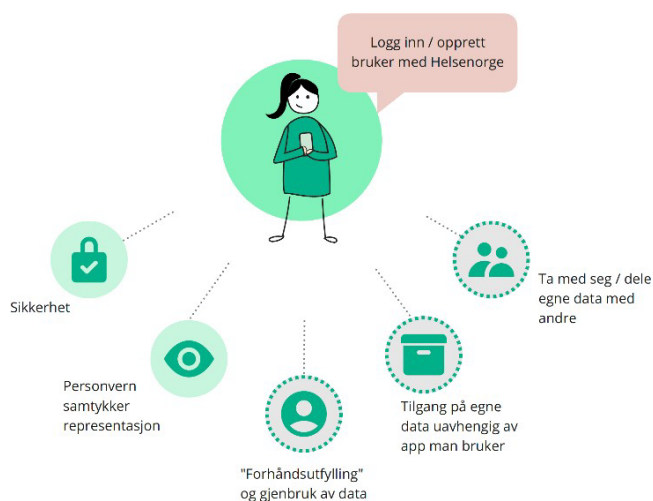 Logg inn / opprett
bruker med Helsenorge
Sikkerhet
Personvern
samtykker
representasjon
"Forhåndsutfylling"
og gjenbruk av data
Tilgang på egne
data uavhengig av
app man bruker
Ta med seg / dele
egne data med
andre